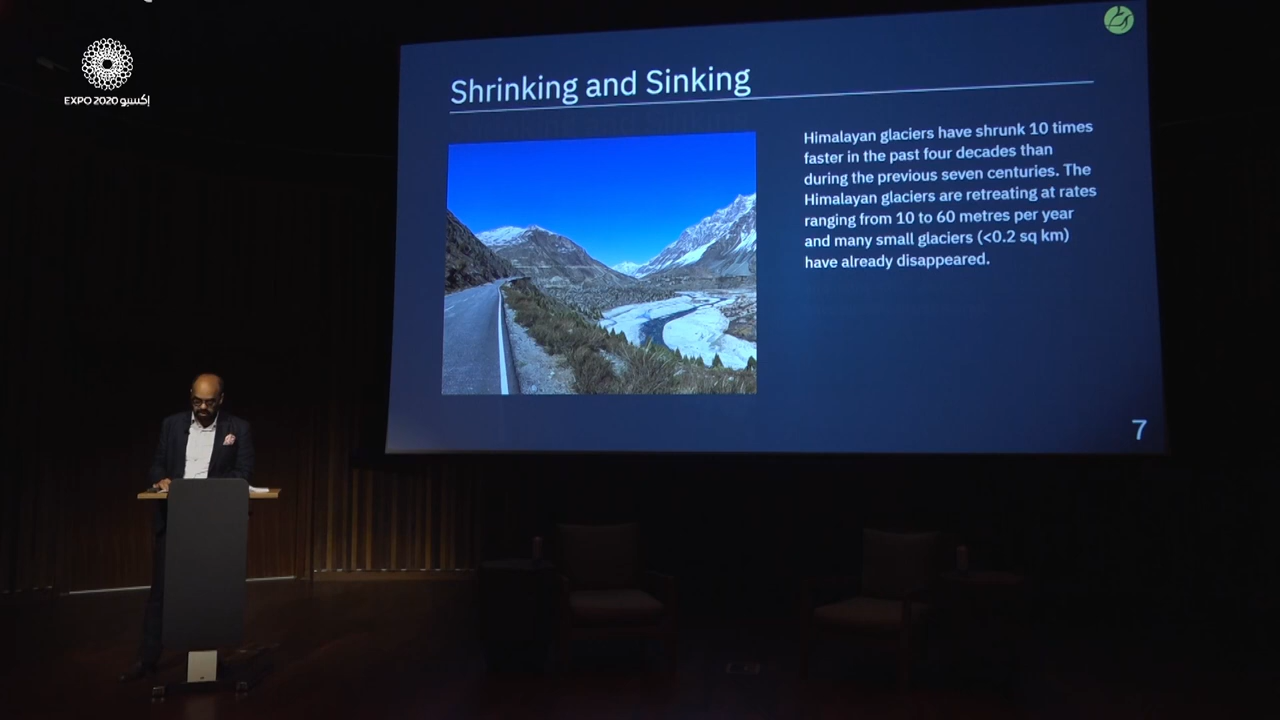 EXPO 2020 إكسبو
Shrinking and Sinking
Himalayan glaciers have shrunk 10 times
faster in the past four decades than
during the previous seven centuries. The
Himalayan glaciers are retreating at rates
ranging from 10 to 60 metres per year
and many small glaciers (<0.2 sq km)
have already disappeared.
7